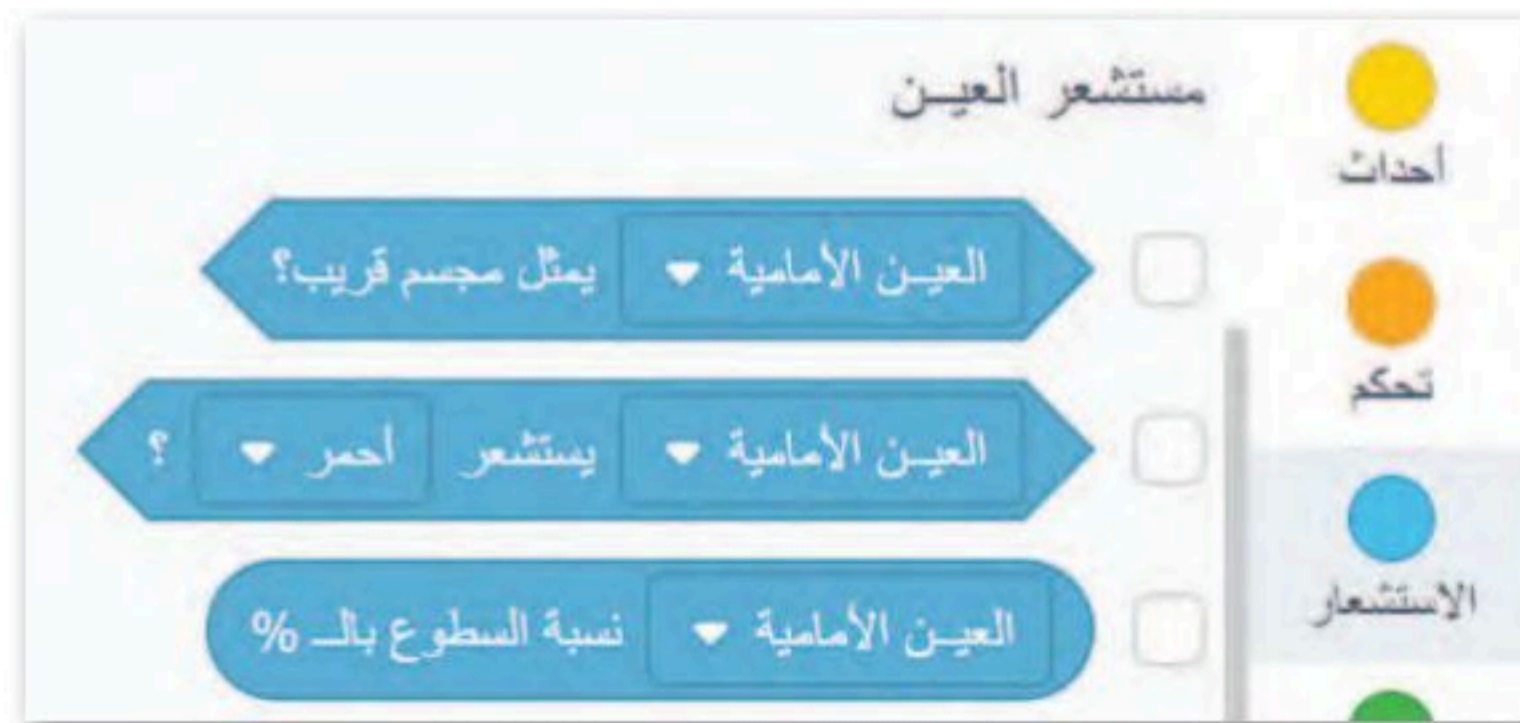 أحداث
تحكم
الاستشعار
مستشعر العيـن
العيـن الأمامية يمثل مجسم قريب؟
العيـن الأمامية يستشعر أحمر ؟
العيـن الأمامية نسبة السطوع بالـ %